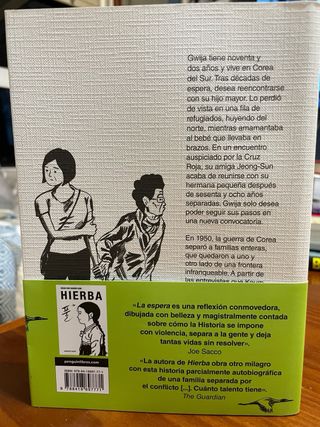 Gwija tiene noventa y
dos años y vive en Corea
del Sur. Tras décadas de
espera, desea reencontrarse
con su hijo mayor. Lo perdió
de vista en una fila de
refugiados, huyendo del
norte, mientras amamantaba
al bebé que llevaba en
brazos. En un encuentro
auspiciado por la Cruz
Roja, su amiga Jeong-Sun
acaba de reunirse con su
hermana pequeña después
de sesenta y ocho años
separadas. Gwija solo desea
poder seguir sus pasos en
una nueva convocatoria.
En 1950, la guerra de Corea
separó a familias enteras,
que quedaron a uno y
otro lado de una frontera
infranqueable. A partir de
HIERBA
풀
penguinlibros.com
«La espera es una reflexión conmovedora,
dibujada con belleza y magistralmente contada
sobre cómo la Historia se impone
con violencia, separa a la gente y deja
tantas vidas sin resolver».
Joe Sacco
«La autora de Hierba obra otro milagro
con esta historia parcialmente autobiográfica
de una familia separada por
el conflicto [...]. Cuánto talento tiene».
The Guardian